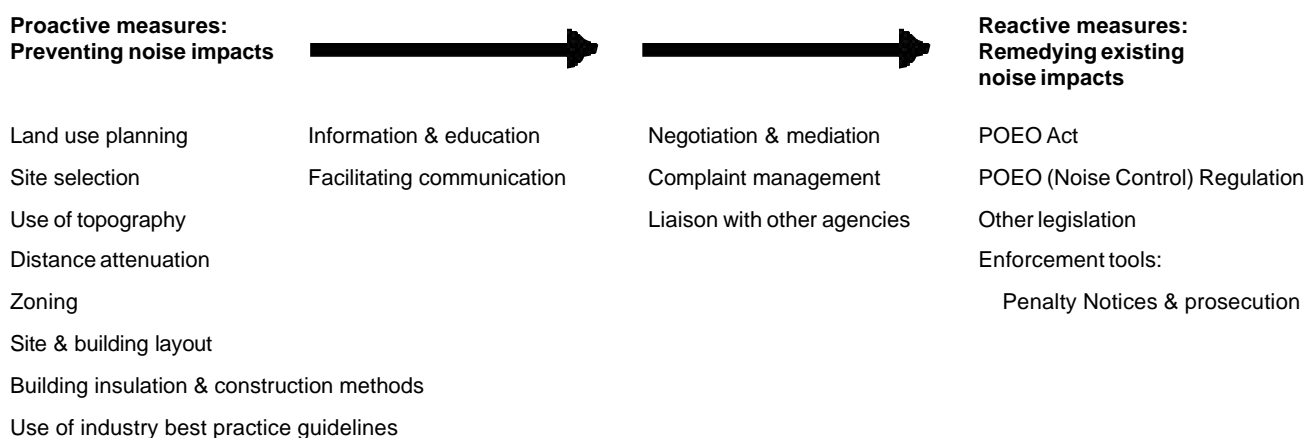 Proactive measures:
Preventing noise impacts
Reactive measures:
Remedying existing
noise impacts
Land use planning
Information & education
Negotiation & mediation
POEO Act
Site selection
Facilitating communication
Complaint management
POEO (Noise Control) Regulation
Use of topography
Liaison with other agencies
Other legislation
Distance attenuation
Enforcement tools:
Zoning
Penalty Notices & prosecution
Site & building layout
Building insulation & construction methods
Use of industry best practice guidelines